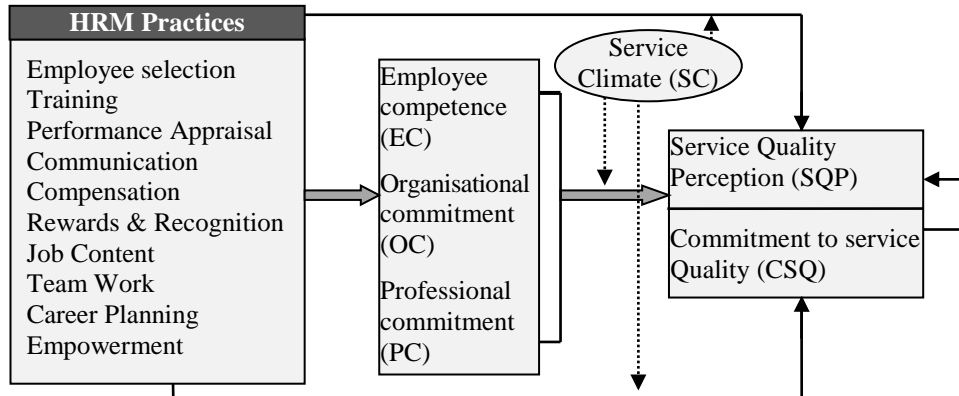 HRM Practices
Employee selection
Training
Performance Appraisal
Communication
Compensation
Rewards & Recognition
Job Content
Team Work
Career Planning
Empowerment
Employee
competence
(EC)
Organisational
commitment
(OC)
Professional
commitment
(PC)
Service
Climate (SC)
Service Quality
Perception (SQP)
Commitment to service
Quality (CSQ)